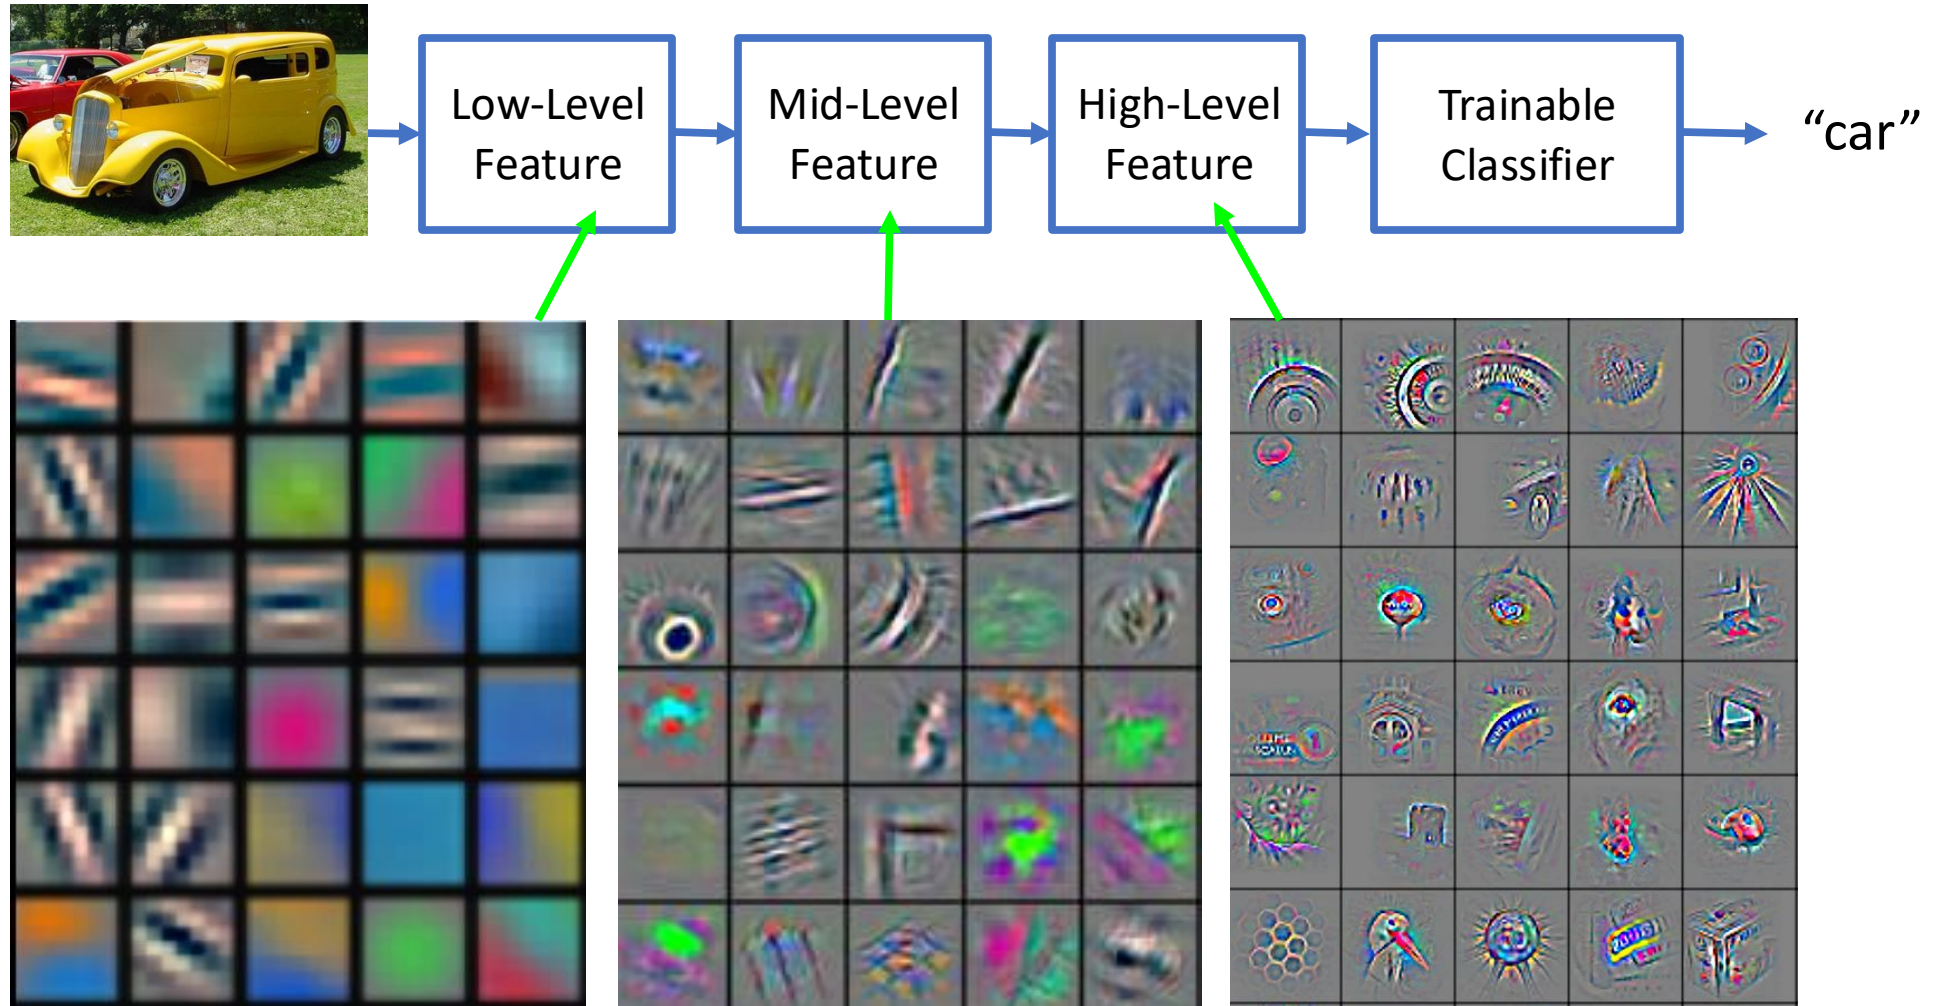 Low-Level
Feature
Mid-Level
Feature
High-Level
Feature
Trainable
Classifier
“car”